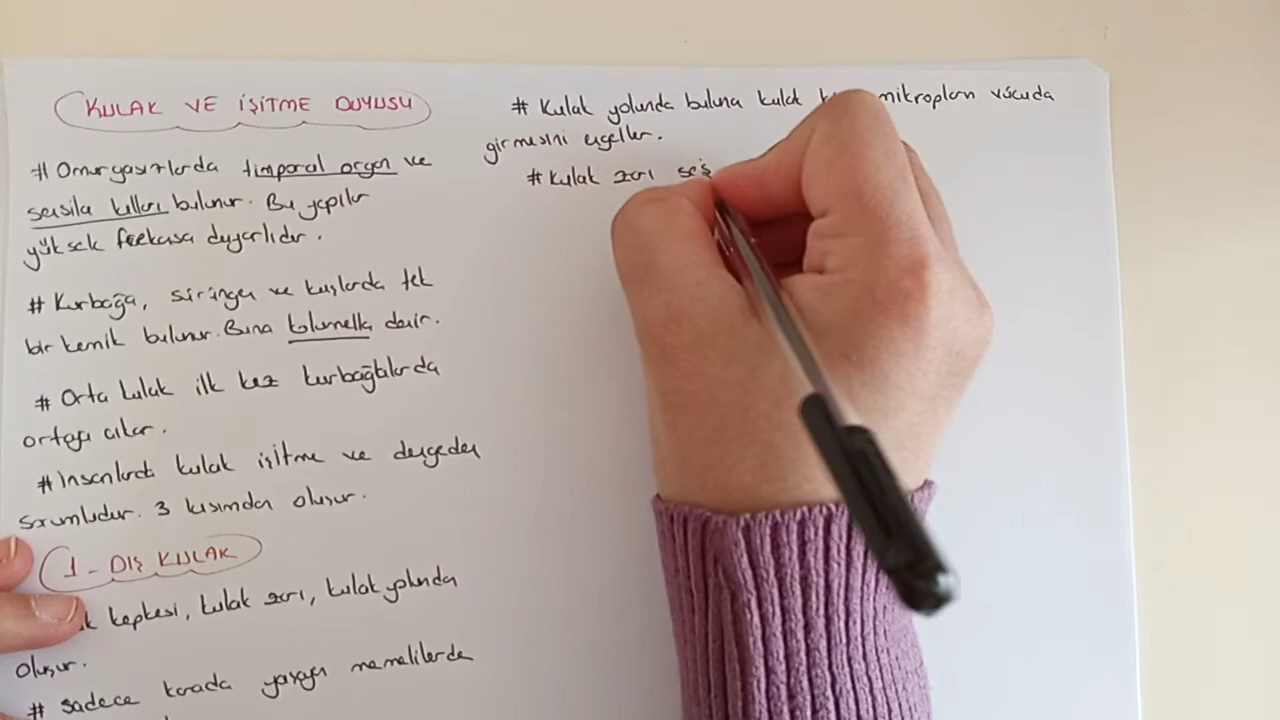 KULAK VE İŞİTME DUYUSU
# Omurgasızlarda timporal organ ve
sensila kılları bulunur. Bu yapılar
yüksek frekansa duyarlıdır.
# Kurbağa, sürüngen ve kuşlarda tek
bir kemik bulunur. Buna kolumella denir.
# Orta kulak ilk kez kurbağalarda
ortaya çıkar.
# İnsanlarda kulak işitme ve dengeden
sorumludur. 3 kısımdan oluşur.
1 - DIŞ KULAK
kepçesi, kulak zarı, kulak yolundan
oluşur.
# Sadece karada yaşayan memelilerde
# Kulak yolunda buluna kulak mikropların vücuda
girmesini engeller.
# Kulak zarı ses